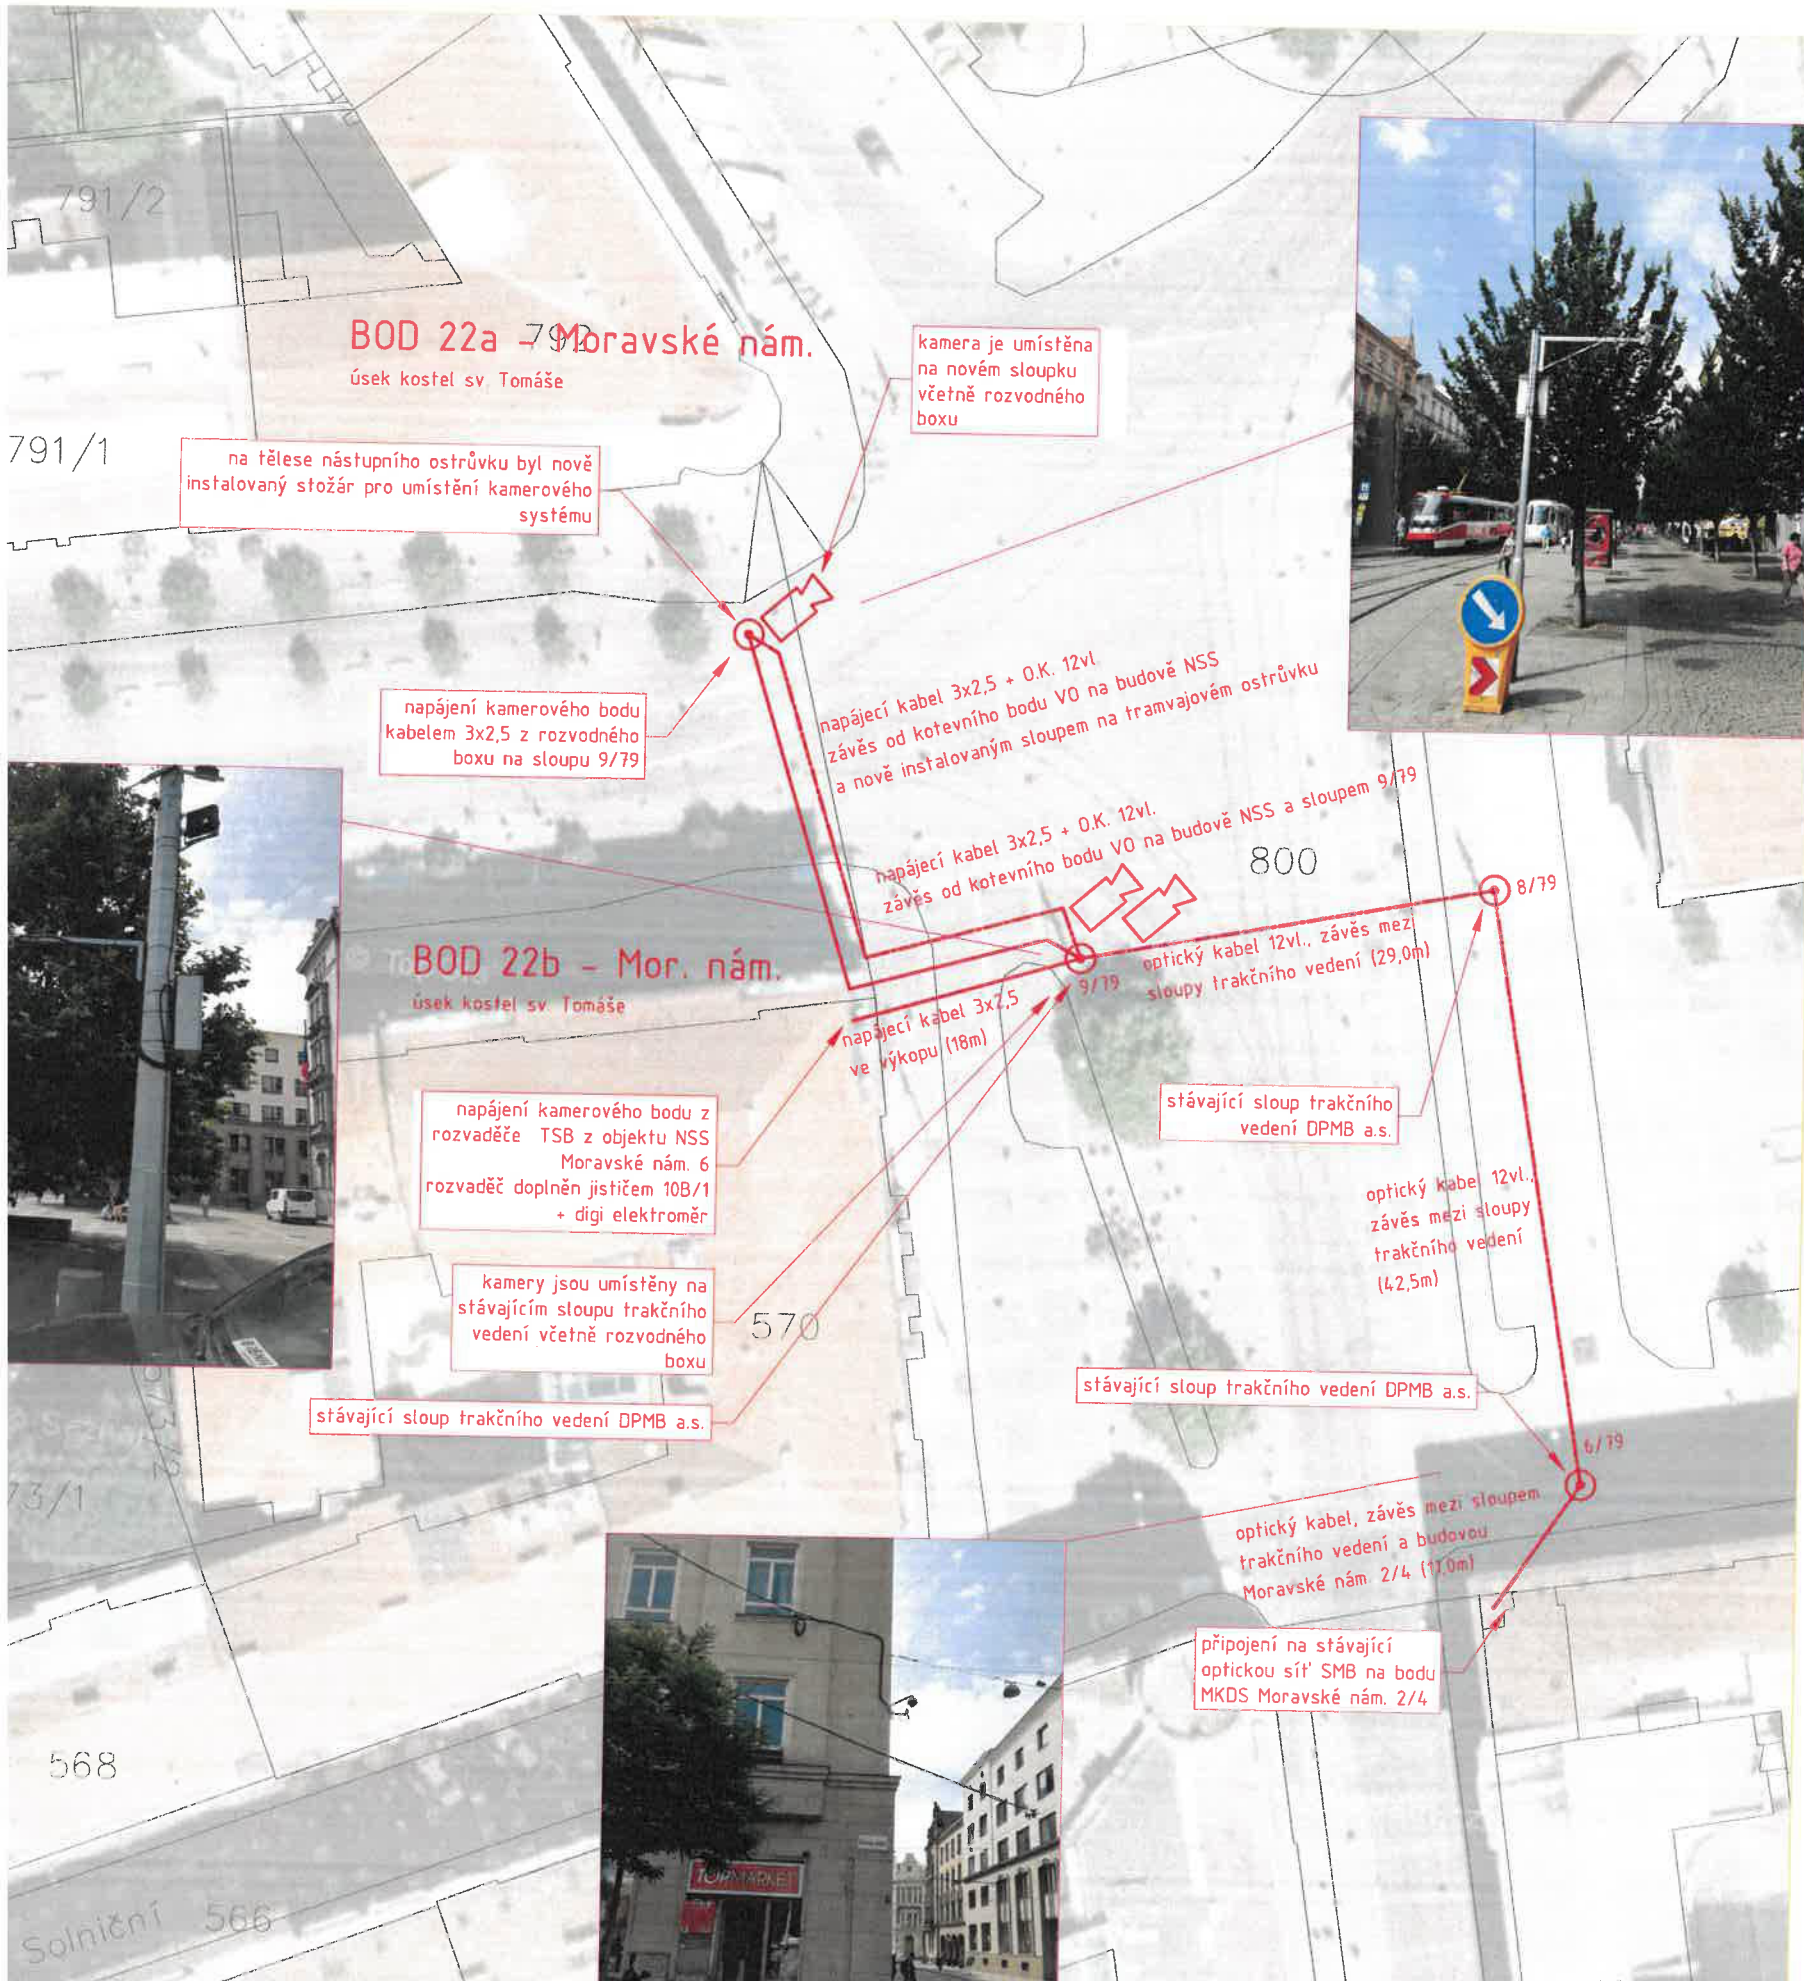 791/2
BOD 22a - Moravské nám.
792
úsek kostel sv. Tomáše
791/1
kamera je umístěna
na novém sloupku
včetně rozvodného
boxu
na tělese nástupního ostrůvku byl nově
instalovaný stožár pro umístění kamerového
systému
napájení kamerového bodu
kabelem 3x2,5 z rozvodného
boxu na sloupu 9/79
napájecí kabel 3x2,5 + O.K. 12vl.
závěs od kotevního bodu VO na budově NSS
a nově instalovaným sloupem na tramvajovém ostrůvku
napájecí kabel 3x2,5 + O.K. 12vl.
závěs od kotevního bodu VO na budově NSS a sloupem 9/79
800
8/79
BOD 22b - Mor. nám.
úsek kostel sv. Tomáše
optický kabel 12vl., závěs mezi
sloupy trakčního vedení (29,0m)
9/79
napájecí kabel 3x2,5
ve výkopu (18m)
napájení kamerového bodu z
rozvaděče TSB z objektu NSS
Moravské nám. 6
rozvaděč doplněn jističem 10B/1
+ digi elektroměr
stávající sloup trakčního
vedení DPMB a.s.
optický kabel 12vl.,
závěs mezi sloupy
trakčního vedení
(42,5m)
kamery jsou umístěny na
stávajícím sloupu trakčního
vedení včetně rozvodného
boxu
570
stávající sloup trakčního vedení DPMB a.s.
stávající sloup trakčního vedení DPMB a.s.
6/79
573/2
73/1
optický kabel, závěs mezi sloupem
trakčního vedení a budovou
Moravské nám. 2/4 (11,0m)
připojení na stávající
optickou síť SMB na bodu
MKDS Moravské nám. 2/4
568
TOPMARKET
Solniční 566